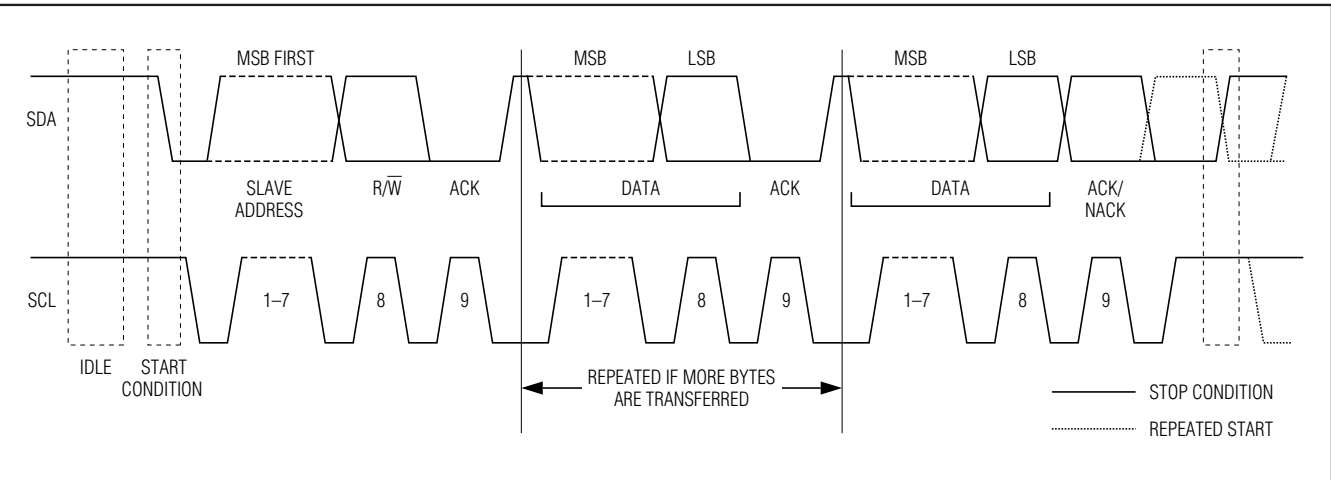 MSB FIRST
MSB
LSB
MSB
LSB
SDA
SLAVE
ADDRESS
R/W̅
ACK
DATA
ACK
DATA
ACK/
NACK
SCL
1–7
8
9
1–7
8
9
1–7
8
9
IDLE
START
CONDITION
REPEATED IF MORE BYTES
ARE TRANSFERRED
STOP CONDITION
REPEATED START